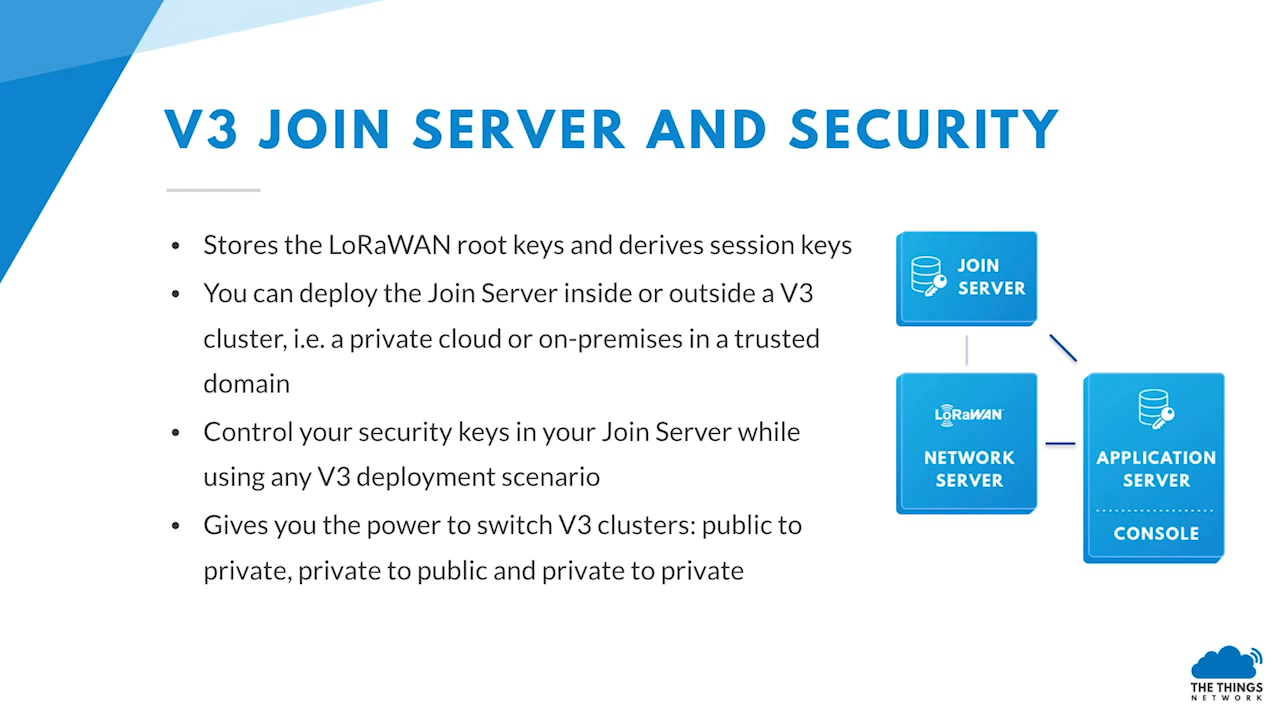 V3 JOIN SERVER AND SECURITY
• Stores the LoRaWAN root keys and derives session keys
• You can deploy the Join Server inside or outside a V3
cluster, i.e. a private cloud or on-premises in a trusted
domain
• Control your security keys in your Join Server while
using any V3 deployment scenario
• Gives you the power to switch V3 clusters: public to
private, private to public and private to private
JOIN
SERVER
LoRaWAN
NETWORK
SERVER
APPLICATION
SERVER
CONSOLE
THE THINGS
NETWORK